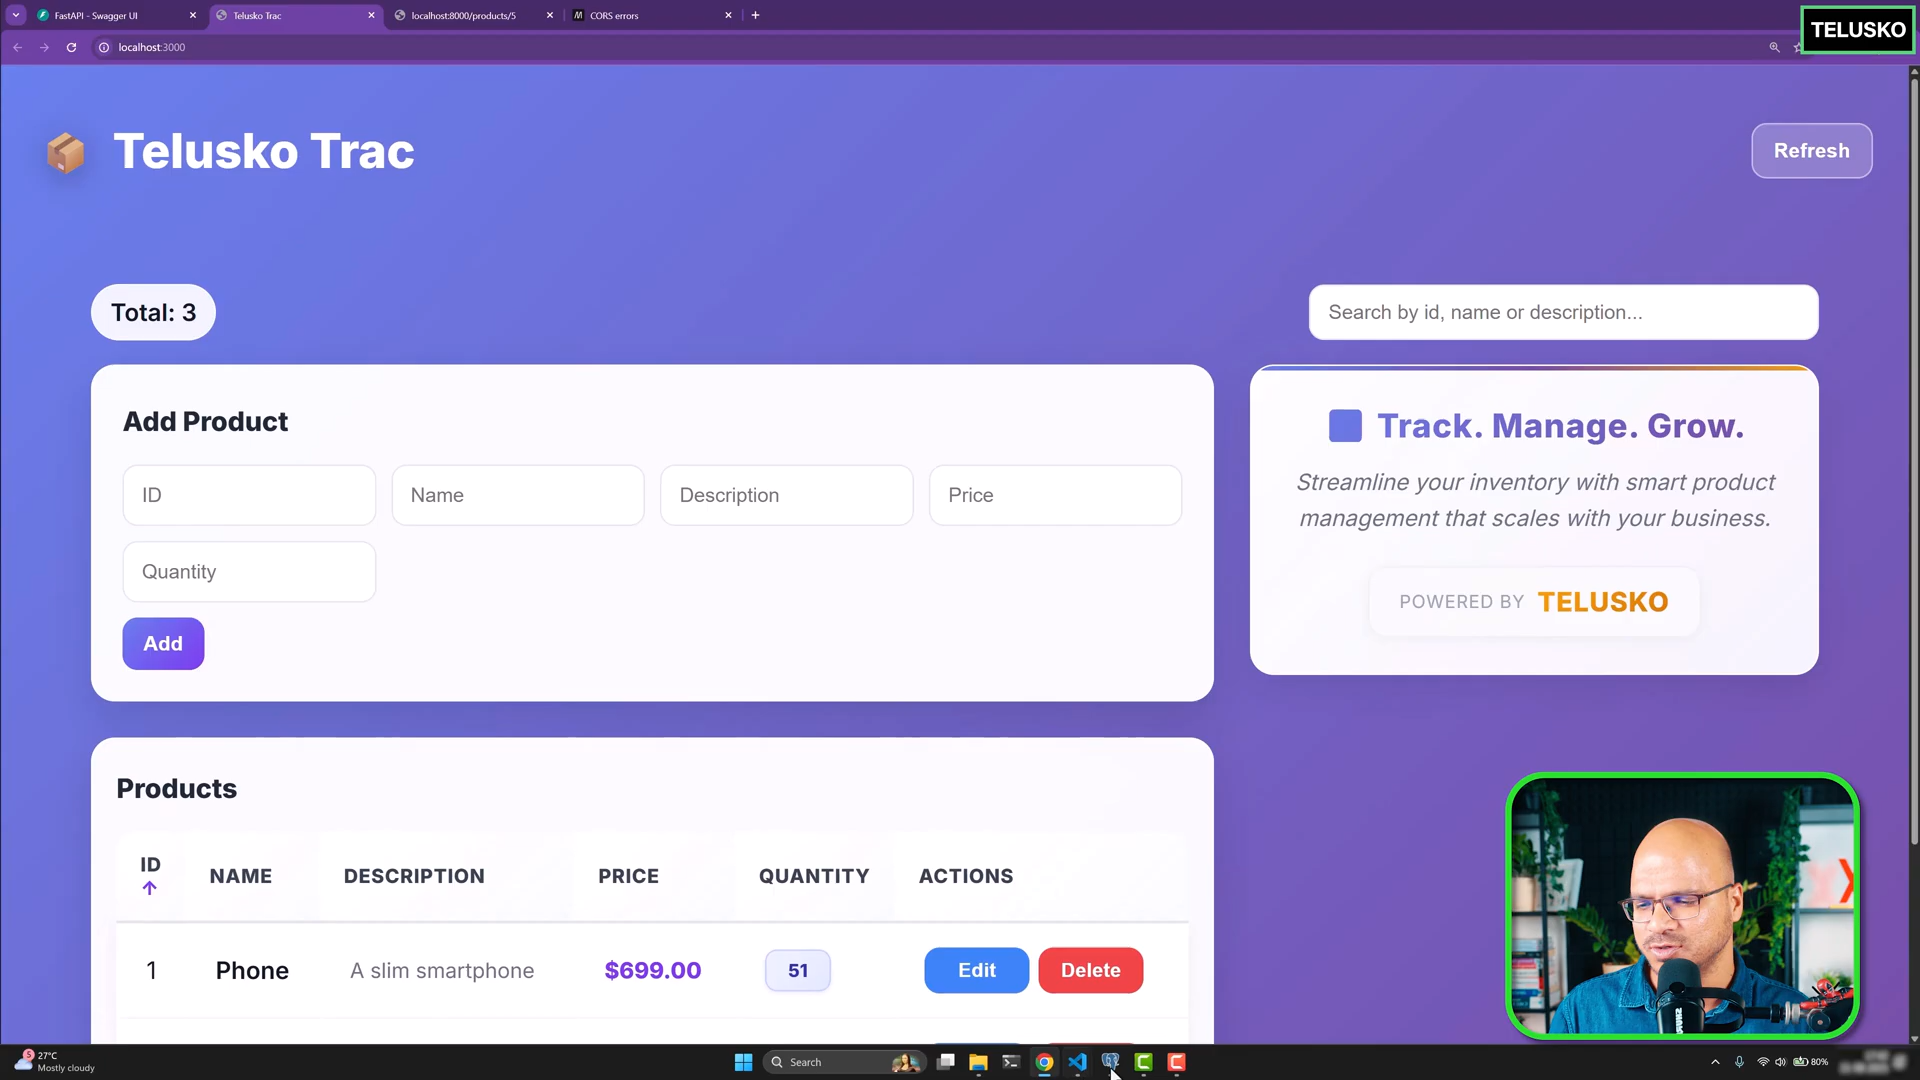 FastAPI - Swagger UI
Telusko Trac
localhost:8000/products/5
CORS errors
TELUSKO
localhost:3000
Telusko Trac
Refresh
Total: 3
Search by id, name or description...
Add Product
ID
Name
Description
Price
Quantity
Add
Track. Manage. Grow.
Streamline your inventory with smart product
management that scales with your business.
POWERED BY TELUSKO
Products
ID
NAME
DESCRIPTION
PRICE
QUANTITY
ACTIONS
1
Phone
A slim smartphone
$699.00
51
Edit
Delete
27°C
Mostly cloudy
Search
80%